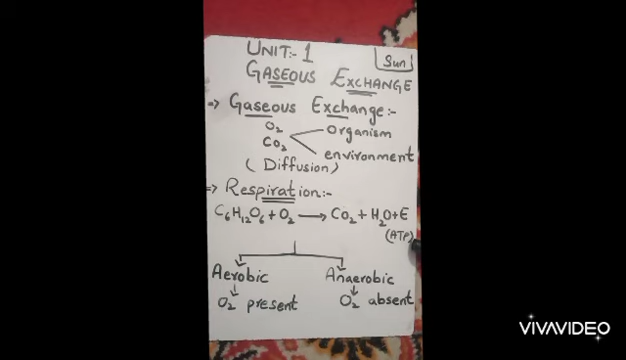 UNIT:- 1
Sun
GASEOUS EXCHANGE
=> Gaseous Exchange:-
O₂
CO₂
Organism
environment
(Diffusion)
=> Respiration:-
C₆H₁₂O₆ + O₂ → CO₂ + H₂O + E
(ATP)
Aerobic
Anaerobic
O₂ present
O₂ absent
VIVAVIDEO